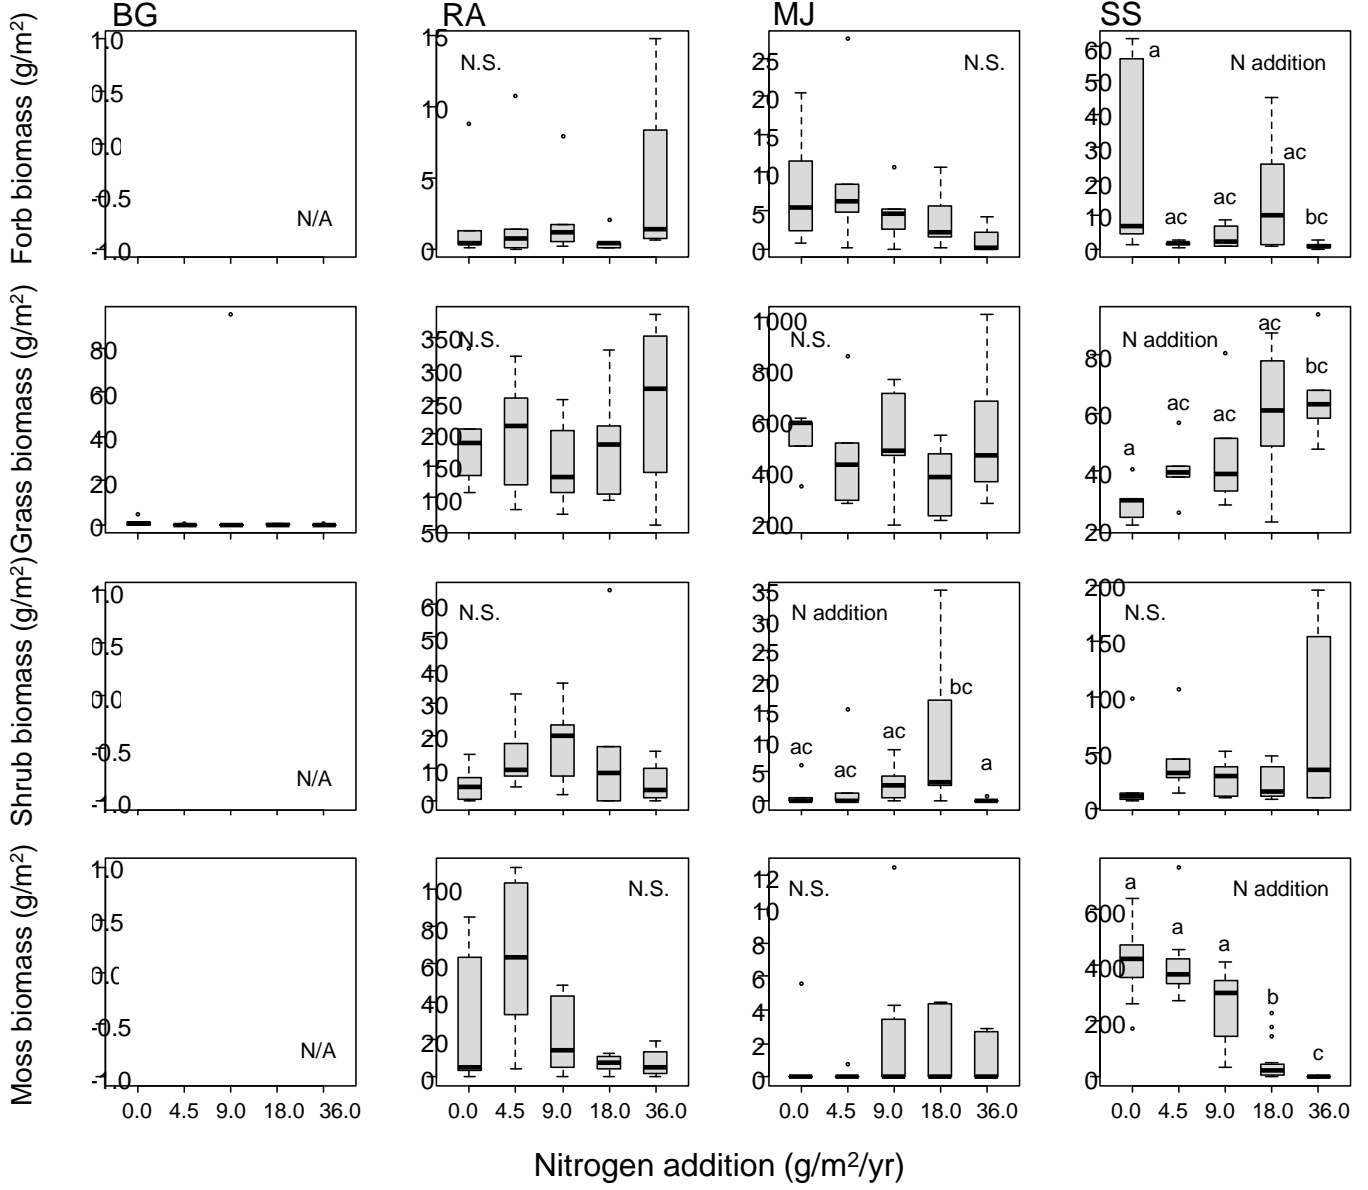 BG RA MJ SS
Forb biomass (g/m²)
1.0
0.5
0.0
-0.5
-1.0
N/A
15
10
5
0
N.S.
25
20
15
10
5
0
N.S.
60
50
40
30
20
10
0
a
ac
ac
ac
bc
N addition
Grass biomass (g/m²)
80
60
40
20
0
350
300
250
200
150
100
50
N.S.
1000
800
600
400
200
N.S.
80
60
40
20
N addition
a
ac
ac
ac
bc
Shrub biomass (g/m²)
1.0
0.5
0.0
-0.5
-1.0
N/A
60
50
40
30
20
10
0
N.S.
35
30
25
20
15
10
5
0
N addition
ac
ac
ac
bc
a
200
150
100
50
0
N.S.
Moss biomass (g/m²)
1.0
0.5
0.0
-0.5
-1.0
N/A
100
80
60
40
20
0
N.S.
12
10
8
6
4
2
0
N.S.
600
400
200
0
a
a
a
b
c
N addition
0.0 4.5 9.0 18.0 36.0
0.0 4.5 9.0 18.0 36.0
0.0 4.5 9.0 18.0 36.0
0.0 4.5 9.0 18.0 36.0
Nitrogen addition (g/m²/yr)